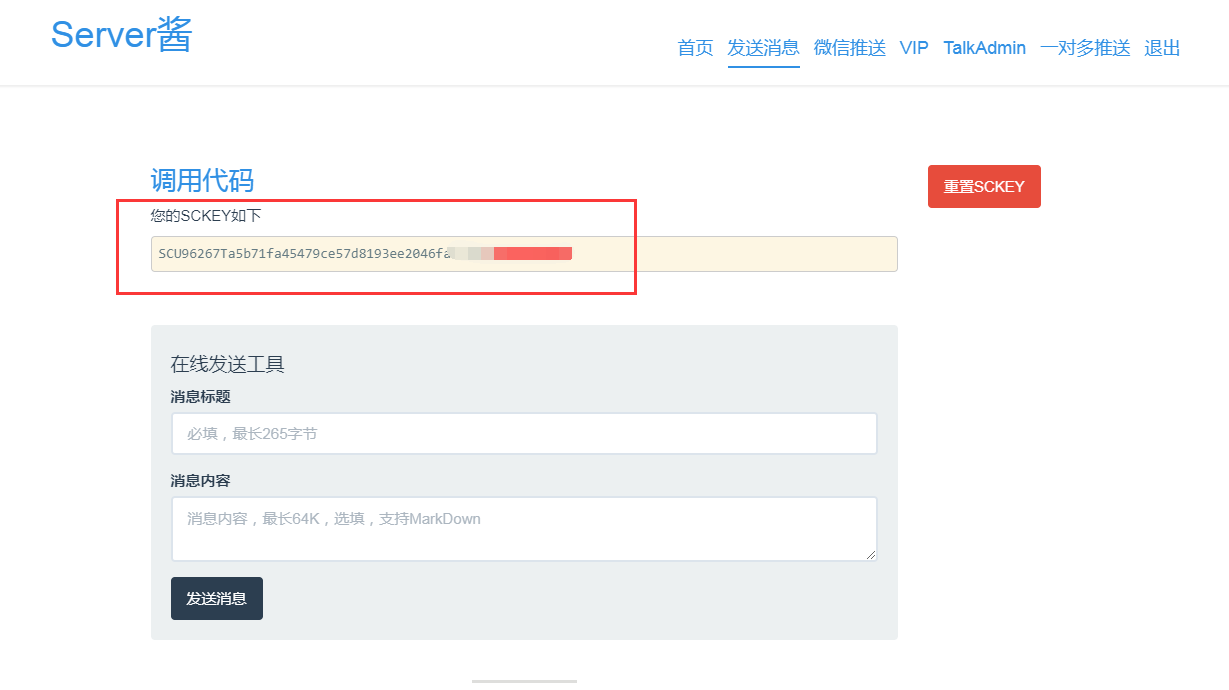 Server酱
首页 发送消息 微信推送 VIP TalkAdmin 一对多推送 退出
调用代码
重置SCKEY
您的SCKEY如下
SCU96267Ta5b71fa45479ce57d8193ee2046fa
在线发送工具
消息标题
必填，最长265字节
消息内容
消息内容，最长64K，选填，支持MarkDown
发送消息